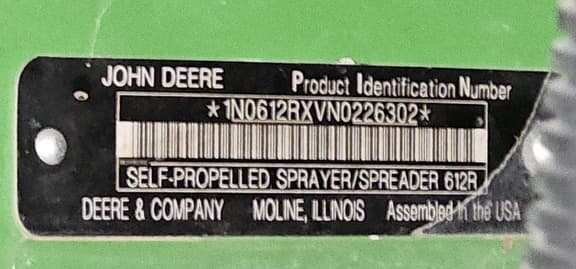 JOHN DEERE Product Identification Number
*1N0612RXVN0226302*
SELF-PROPELLED SPRAYER/SPREADER 612R
DEERE & COMPANY MOLINE, ILLINOIS Assembled in the USA